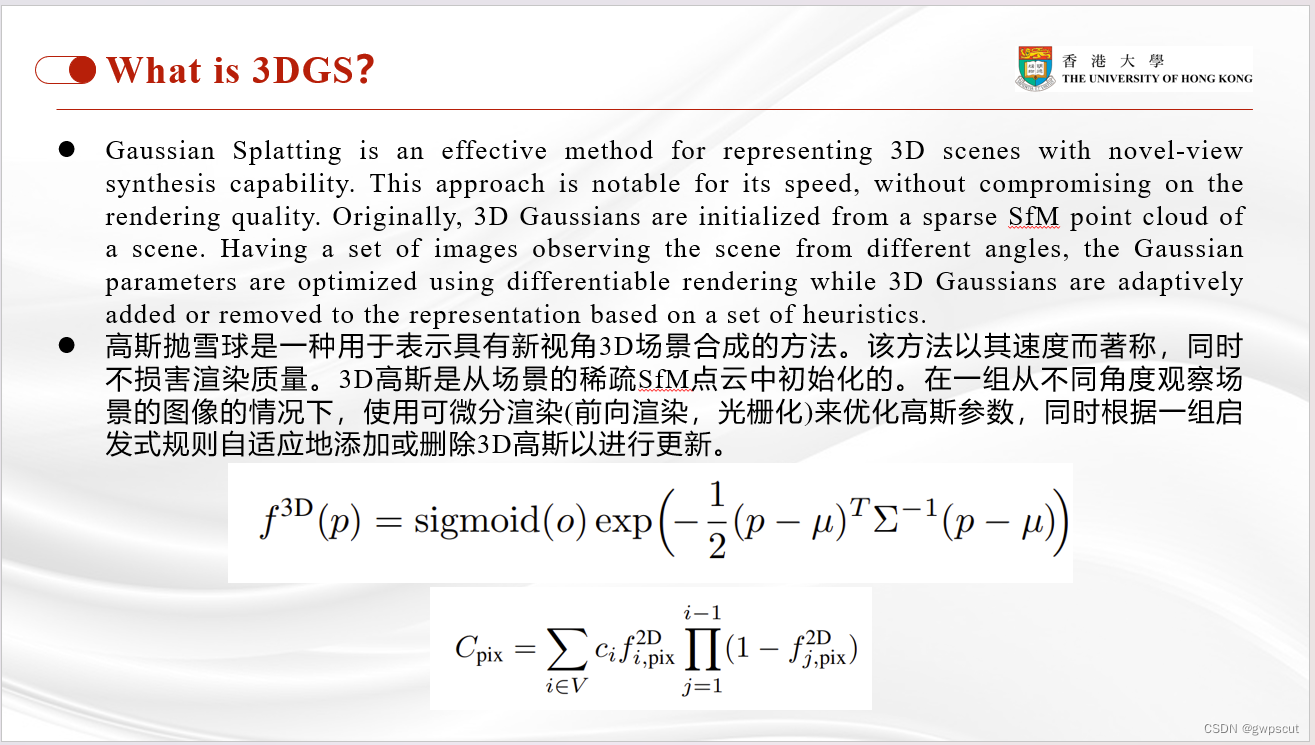 What is 3DGS?
香 港 大 學
THE UNIVERSITY OF HONG KONG
● Gaussian Splatting is an effective method for representing 3D scenes with novel-view
synthesis capability. This approach is notable for its speed, without compromising on the
rendering quality. Originally, 3D Gaussians are initialized from a sparse SfM point cloud of
a scene. Having a set of images observing the scene from different angles, the Gaussian
parameters are optimized using differentiable rendering while 3D Gaussians are adaptively
added or removed to the representation based on a set of heuristics.
● 高斯抛雪球是一种用于表示具有新视角3D场景合成的方法。该方法以其速度而著称，同时
不损害渲染质量。3D高斯是从场景的稀疏SfM点云中初始化的。在一组从不同角度观察场
景的图像的情况下，使用可微分渲染(前向渲染，光栅化)来优化高斯参数，同时根据一组启
发式规则自适应地添加或删除3D高斯以进行更新。
f^{3D}(p) = sigmoid(o) exp(-\frac{1}{2}(p − μ)^T Σ^{−1}(p − μ))
C_{pix} = \sum_{i∈V} c_i f^{2D}_{i,pix} \prod_{j=1}^{i−1}(1 − f^{2D}_{j,pix})
CSDN @gwpscut